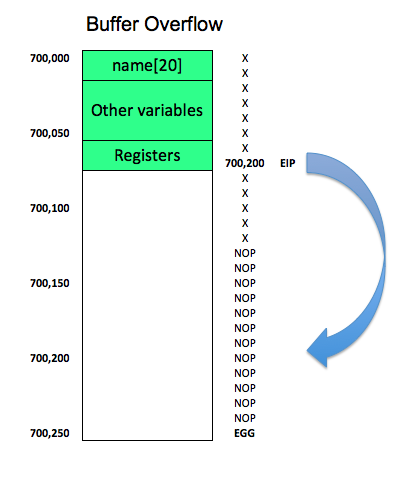 Buffer Overflow
700,000 name[20] X
X
X
Other variables X
X
700,050 X
X
Registers 700,200 EIP
X
X
700,100 X
X
X
NOP
NOP
700,150 NOP
NOP
NOP
NOP
700,200 NOP
NOP
NOP
NOP
NOP
700,250 EGG